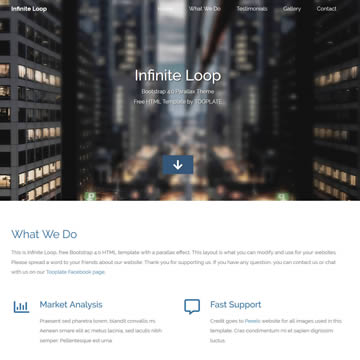 Infinite Loop
Home What We Do Testimonials Gallery Contact
Infinite Loop
Bootstrap 4.0 Parallax Theme
Free HTML Template by TOOPLATE
What We Do
This is Infinite Loop, free Bootstrap 4.0 HTML template with a parallax effect. This layout is what you can modify and use for your websites.
Please spread a word to your friends about our website. Thank you for supporting us. If you have any question, you can contact us or chat
with us on our Tooplate Facebook page.
Market Analysis
Praesent sed pharetra lorem, blandit convallis mi.
Aenean ornare elit ac metus lacinia, sed iaculis nibh
semper. Pellentesque est urna.
Fast Support
Credit goes to Pexels website for all images used in this
template. Cras condimentum mi et sapien dignissim
luctus.